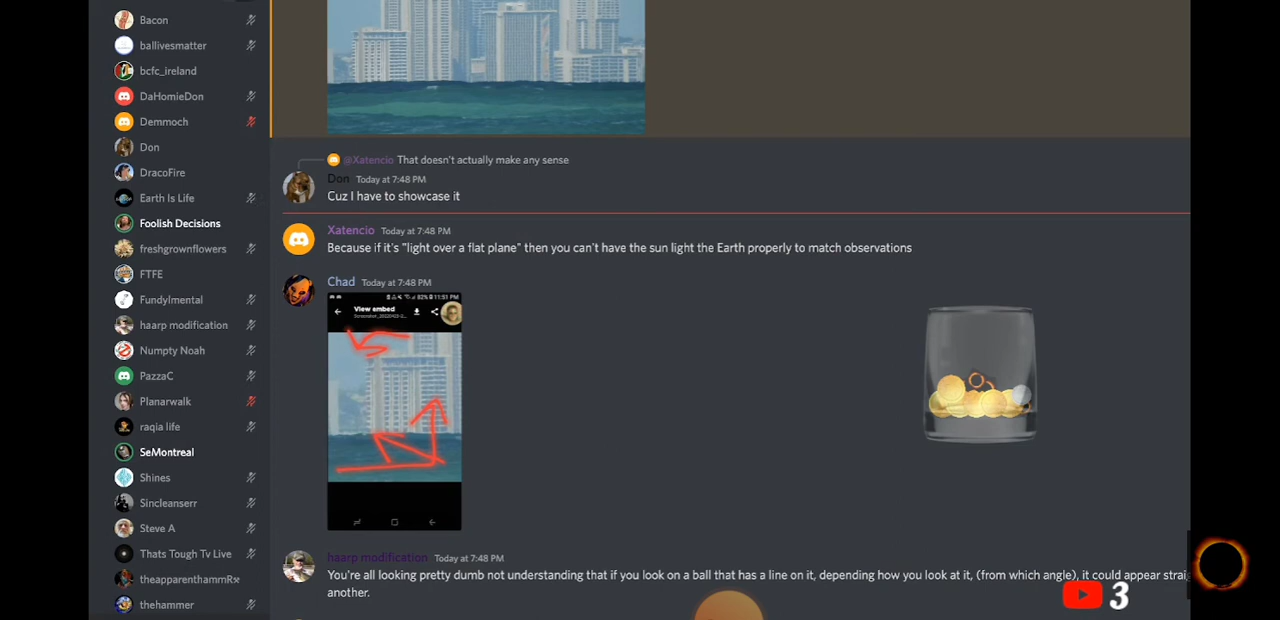 Bacon
ballivesmatter
bcfc_ireland
DaHomieDon
Demmoch
Don
DracoFire
Earth Is Life
Foolish Decisions
freshgrownflowers
FTFE
FundyImental
haarp modification
Numpty Noah
PazzaC
Planarwalk
raqia life
SeMontreal
Shines
Sincleanserr
Steve A
Thats Tough Tv Live
theapparenthammRx
thehammer
@Xatencio That doesn't actually make any sense
Don Today at 7:48 PM
Cuz I have to showcase it
Xatencio Today at 7:48 PM
Because if it's "light over a flat plane" then you can't have the sun light the Earth properly to match observations
Chad Today at 7:48 PM
82% 11:51 PM
View embed
haarp modification Today at 7:48 PM
You're all looking pretty dumb not understanding that if you look on a ball that has a line on it, depending how you look at it, (from which angle), it could appear strai
another.
3